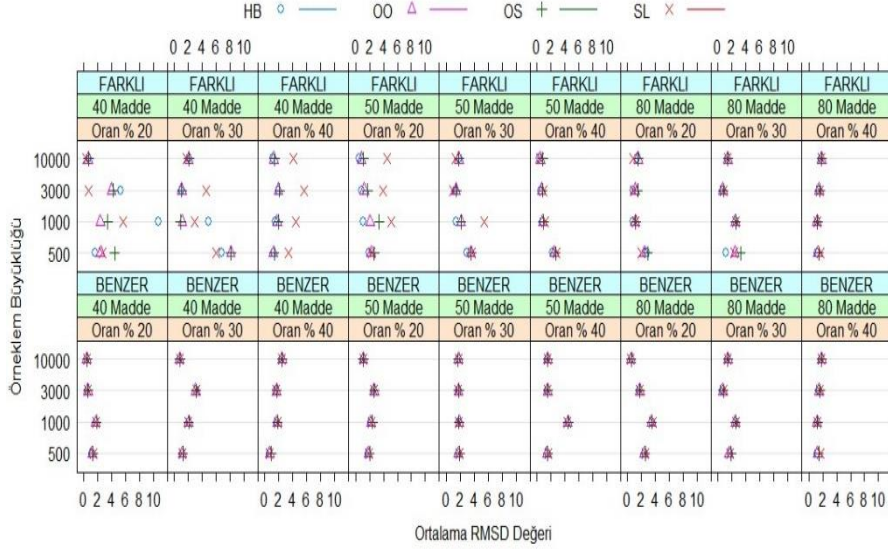 HB OO OS SL
0 2 4 6 8 10 0 2 4 6 8 10 0 2 4 6 8 10 0 2 4 6 8 10
FARKLI FARKLI FARKLI FARKLI FARKLI FARKLI FARKLI FARKLI FARKLI
40 Madde 40 Madde 40 Madde 50 Madde 50 Madde 50 Madde 80 Madde 80 Madde 80 Madde
Oran % 20 Oran % 30 Oran % 40 Oran % 20 Oran % 30 Oran % 40 Oran % 20 Oran % 30 Oran % 40
10000
3000
1000
500
BENZER BENZER BENZER BENZER BENZER BENZER BENZER BENZER BENZER
40 Madde 40 Madde 40 Madde 50 Madde 50 Madde 50 Madde 80 Madde 80 Madde 80 Madde
Oran % 20 Oran % 30 Oran % 40 Oran % 20 Oran % 30 Oran % 40 Oran % 20 Oran % 30 Oran % 40
10000
3000
1000
500
0 2 4 6 8 10 0 2 4 6 8 10 0 2 4 6 8 10 0 2 4 6 8 10 0 2 4 6 8 10
Örneklem Büyüklüğü
Ortalama RMSD Değeri